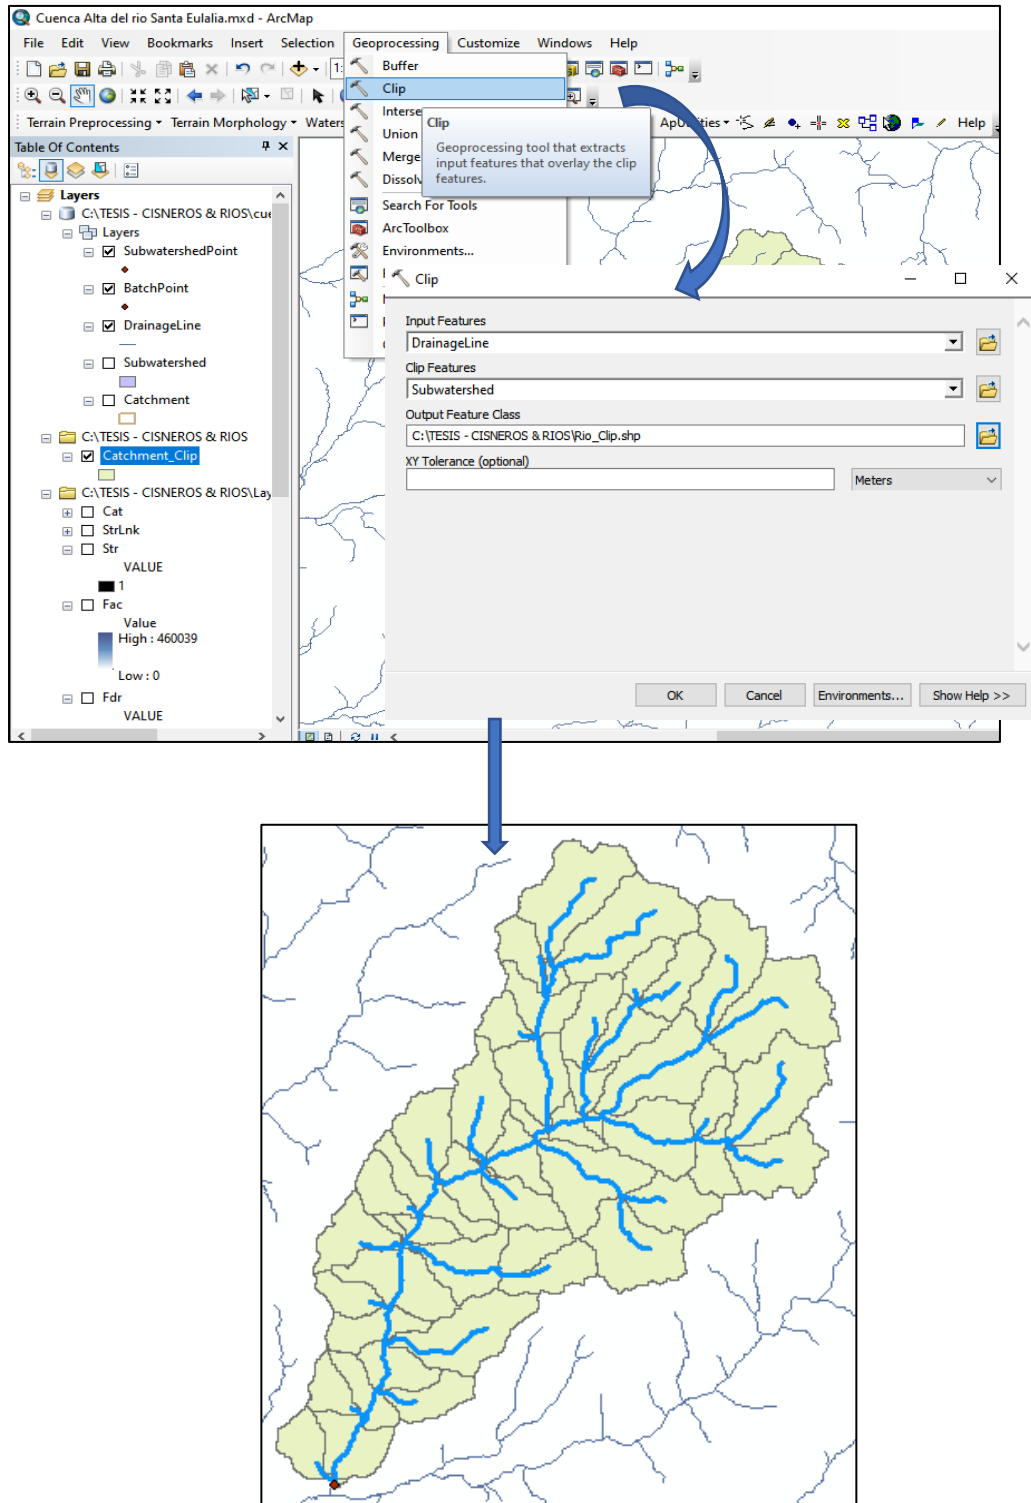 Cuenca Alta del rio Santa Eulalia.mxd - ArcMap
File Edit View Bookmarks Insert Selection Geoprocessing Customize Windows Help
1:
Terrain Preprocessing Terrain Morphology Waters ApUtilities Help
Table Of Contents
Layers
C:\TESIS - CISNEROS & RIOS\cue
Layers
SubwatershedPoint
BatchPoint
DrainageLine
Subwatershed
Catchment
C:\TESIS - CISNEROS & RIOS
Catchment_Clip
C:\TESIS - CISNEROS & RIOS\Lay
Cat
StrLnk
Str
VALUE
1
Fac
Value
High : 460039
Low : 0
Fdr
VALUE
Buffer
Clip
Interse
Union
Merge
Dissolv
Search For Tools
ArcToolbox
Environments...
Clip
Geoprocessing tool that extracts
input features that overlay the clip
features.
Clip
Input Features
DrainageLine
Clip Features
Subwatershed
Output Feature Class
C:\TESIS - CISNEROS & RIOS\Rio_Clip.shp
XY Tolerance (optional)
Meters
OK Cancel Environments... Show Help >>